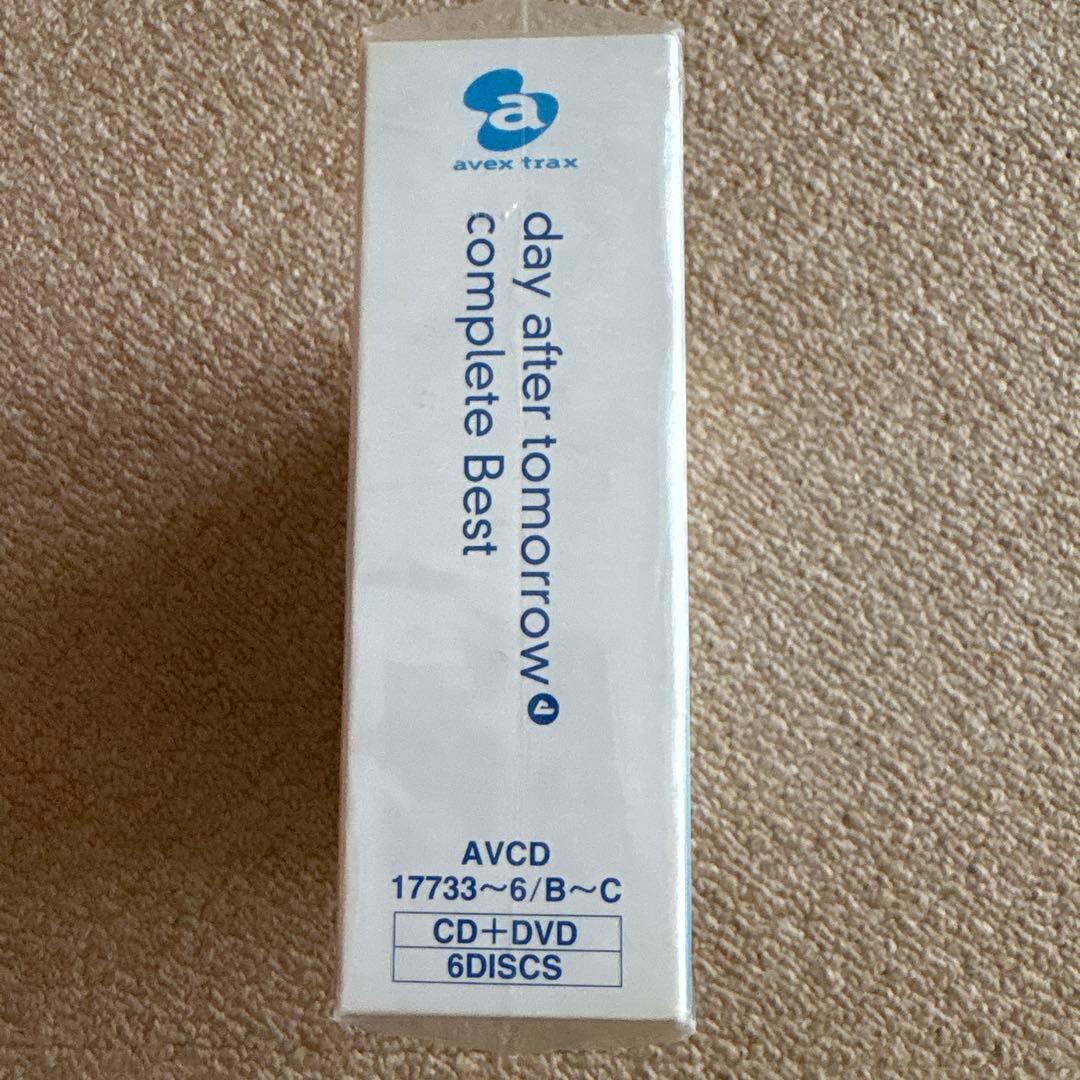 a
avex trax
day after tomorrow
complete Best
AVCD
17733～6/B～C
CD＋DVD
6DISCS